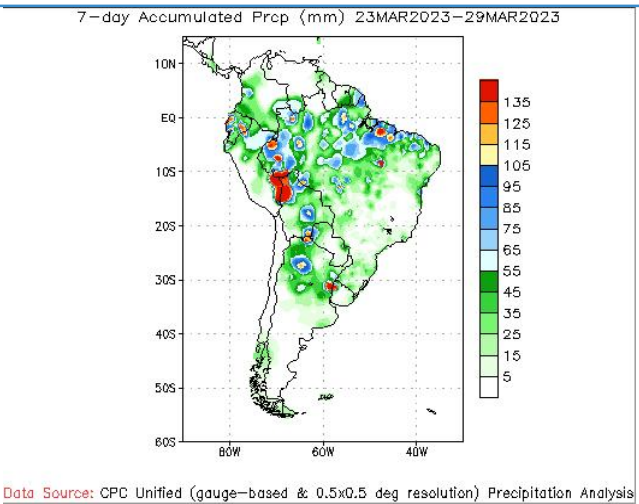 7-day Accumulated Prcp (mm) 23MAR2023-29MAR2023
10N
EQ
10S
20S
30S
40S
50S
60S
80W 60W 40W
135
125
115
105
95
85
75
65
55
45
35
25
15
5
Data Source: CPC Unified (gauge-based & 0.5x0.5 deg resolution) Precipitation Analysis